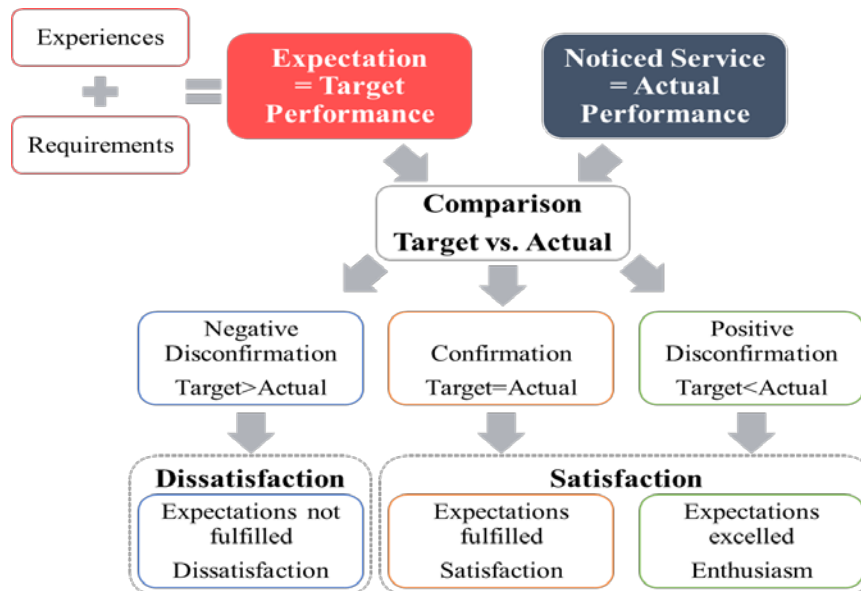 Experiences
Requirements
Expectation
= Target
Performance
Noticed Service
= Actual
Performance
Comparison
Target vs. Actual
Negative
Disconfirmation
Target>Actual
Confirmation
Target=Actual
Positive
Disconfirmation
Target<Actual
Dissatisfaction
Expectations not
fulfilled
Dissatisfaction
Satisfaction
Expectations
fulfilled
Satisfaction
Expectations
excelled
Enthusiasm